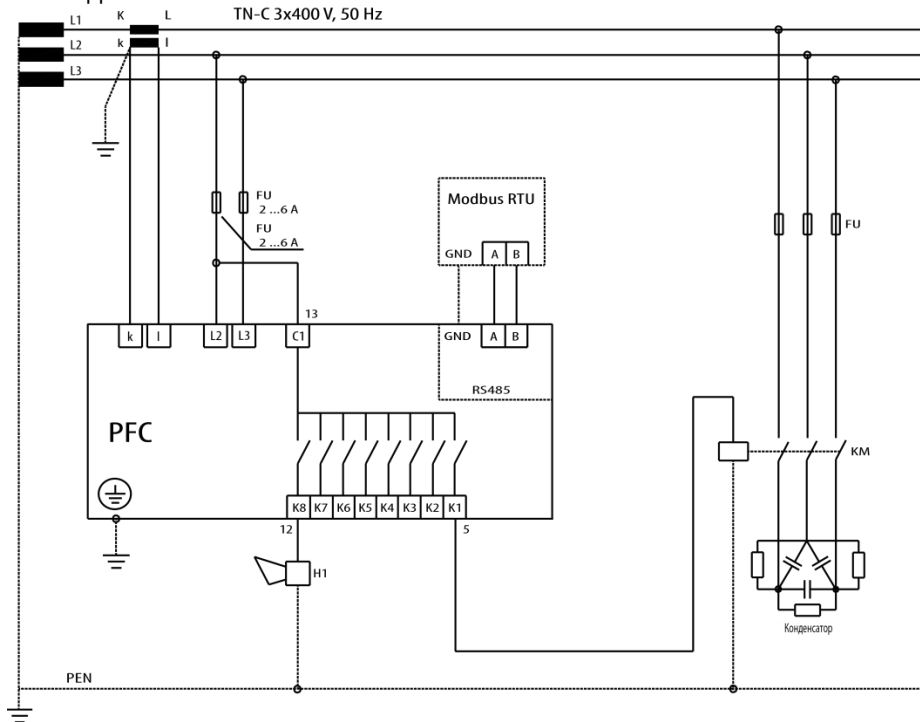 TN-C 3x400 V, 50 Hz
L1 K L
L2 k l
L3
FU
2 ...6 A
FU
2 ...6 A
Modbus RTU
GND A B
FU
13
k l L2 L3 C1 GND A B
RS485
PFC
KM
K8 K7 K6 K5 K4 K3 K2 K1
12 5
H1
Конденсатор
PEN